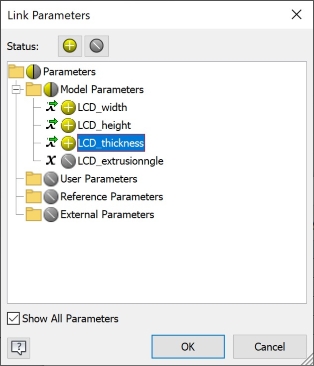 Link Parameters
Status:
Parameters
Model Parameters
LCD_width
LCD_height
LCD_thickness
LCD_extrusionngle
User Parameters
Reference Parameters
External Parameters
Show All Parameters
OK
Cancel